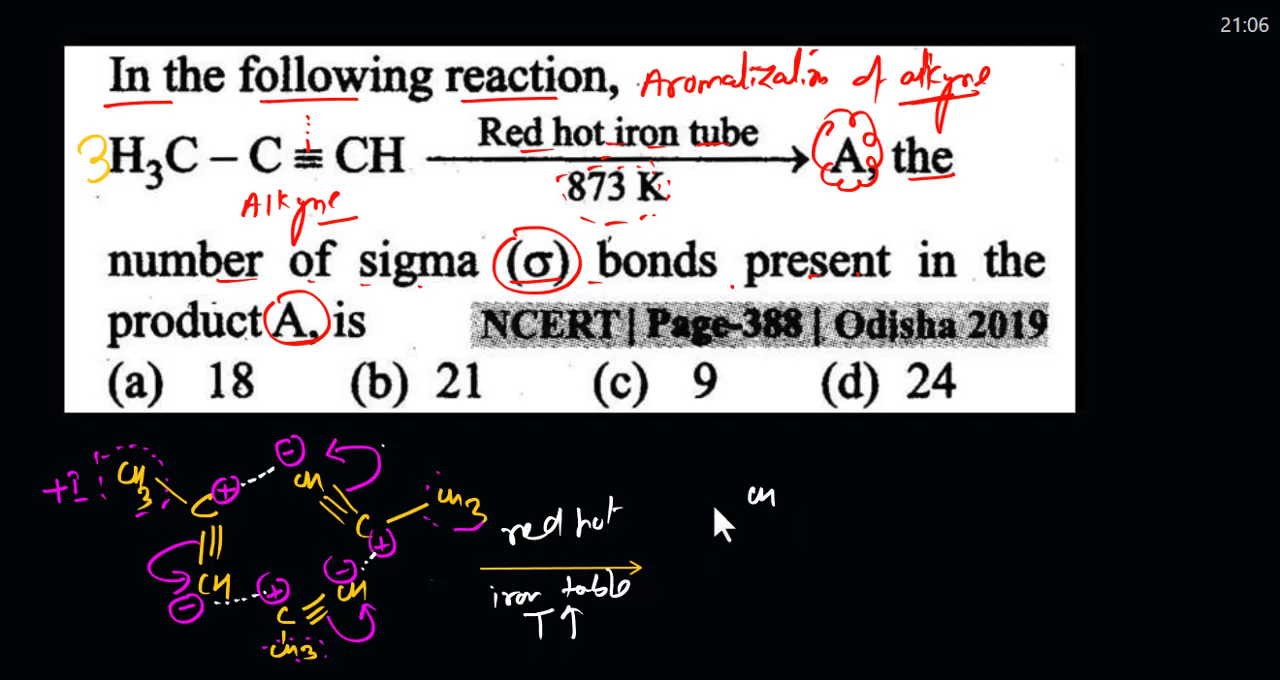 21:06
In the following reaction, Aromatization of alkyne
3H₃C – C ≡ CH Red hot iron tube A, the
873 K
Alkyne
number of sigma (σ) bonds present in the
product A, is NCERT | Page-388 | Odisha 2019
(a) 18 (b) 21 (c) 9 (d) 24
+I CH3 C + - CH C + CH3
CH - + C - CH
CH3
red hot
iron table
T↑
CH